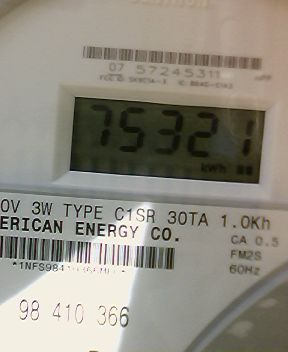 07 57245311
75321
kWh
0V 3W TYPE C1SR 30TA 1.0Kh
ERICAN ENERGY CO.
CA 0.5
FM2S
60Hz
98 410 366